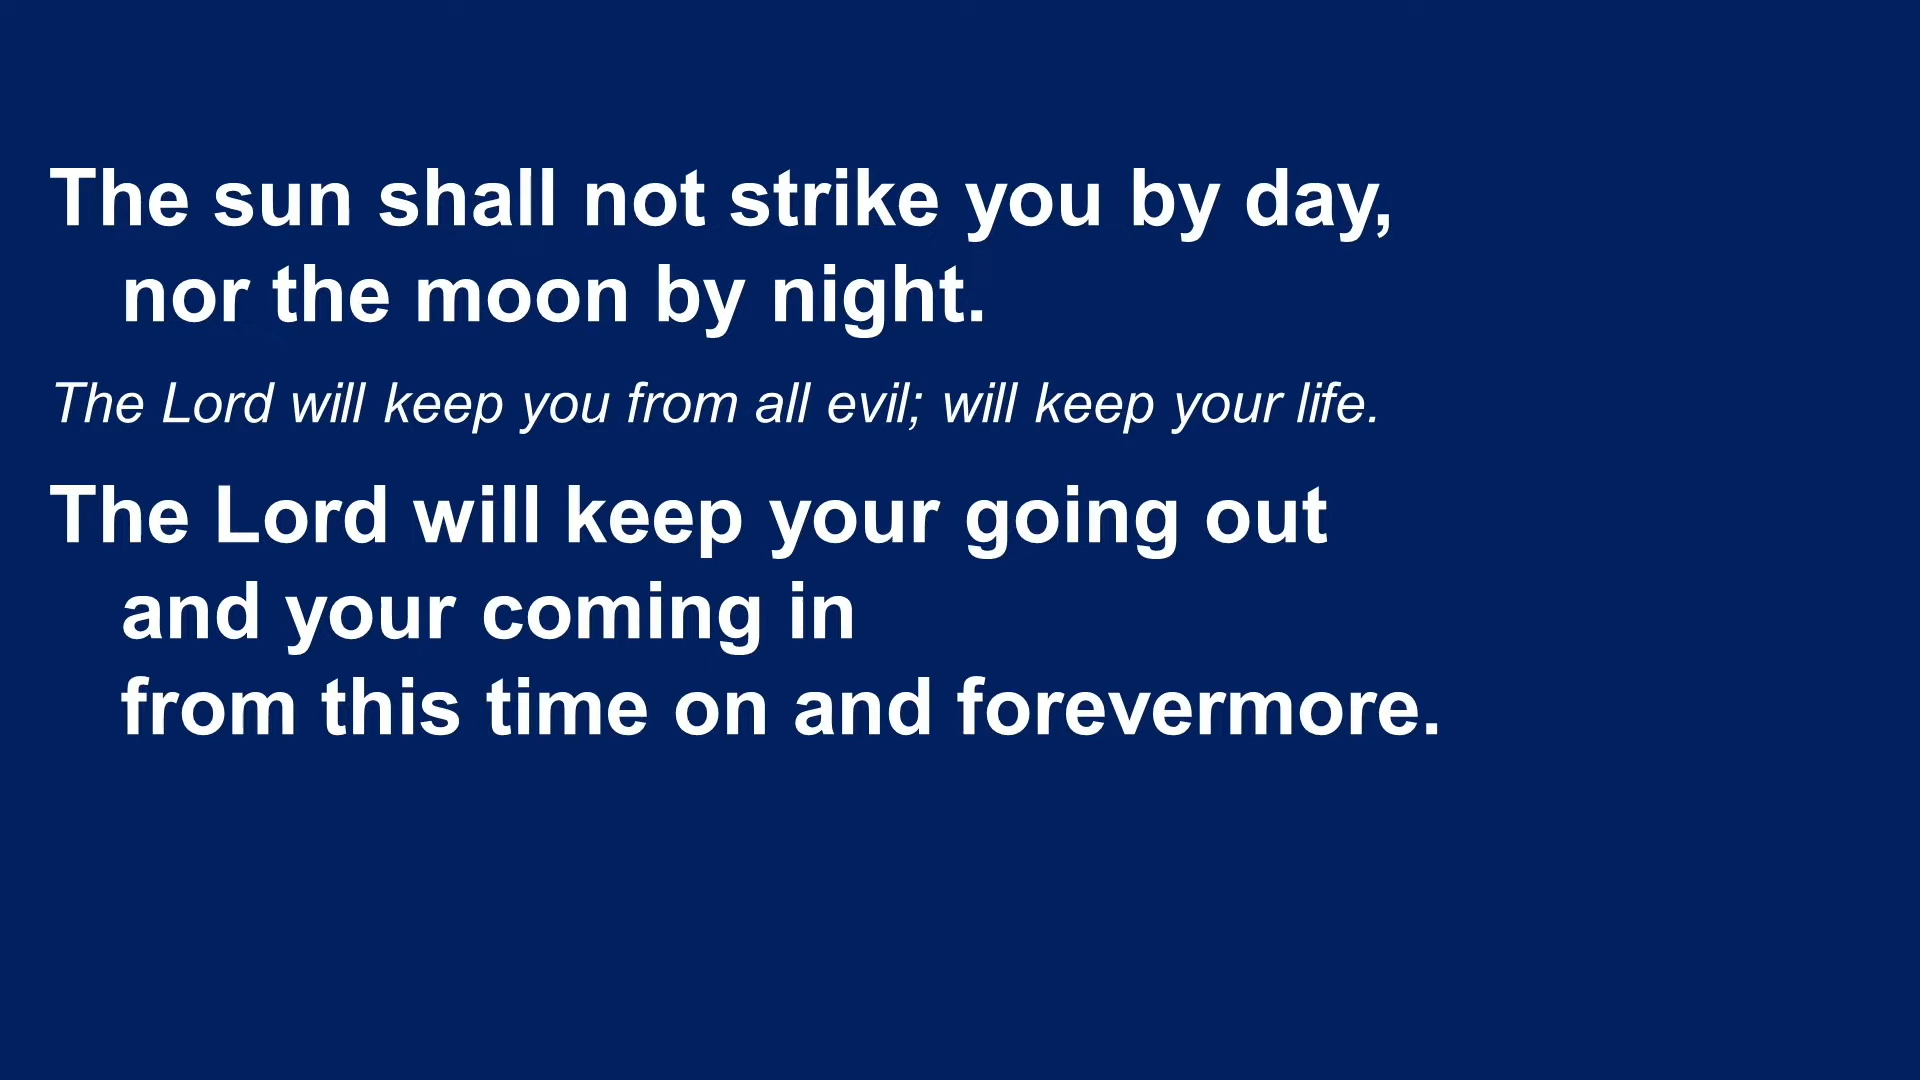 The sun shall not strike you by day,
nor the moon by night.
The Lord will keep you from all evil; will keep your life.
The Lord will keep your going out
and your coming in
from this time on and forevermore.